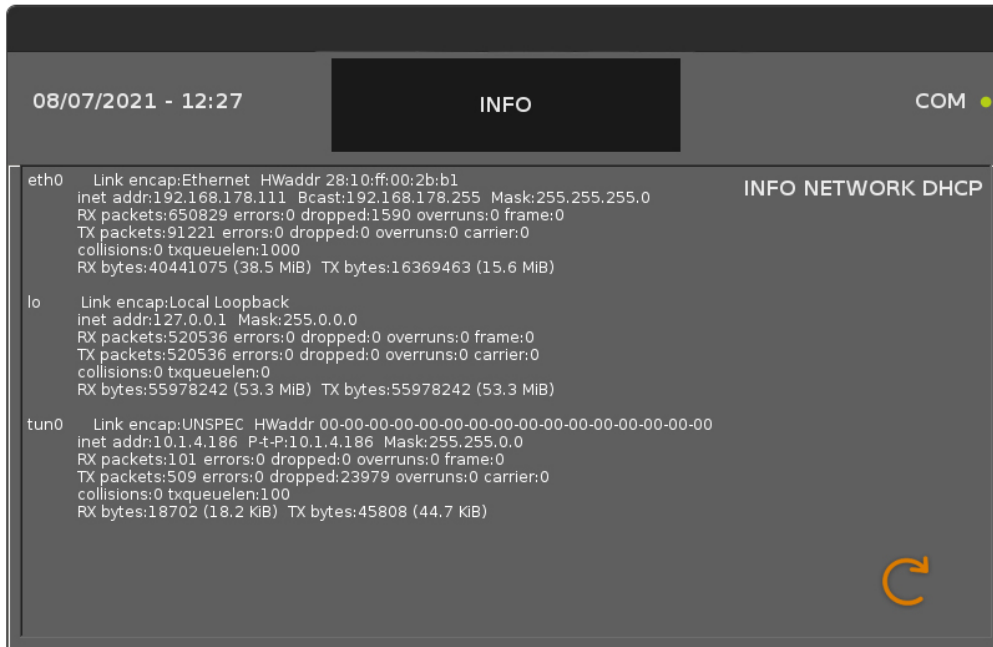 08/07/2021 - 12:27
INFO
COM
INFO NETWORK DHCP
eth0 Link encap:Ethernet HWaddr 28:10:ff:00:2b:b1
inet addr:192.168.178.111 Bcast:192.168.178.255 Mask:255.255.255.0
RX packets:650829 errors:0 dropped:1590 overruns:0 frame:0
TX packets:91221 errors:0 dropped:0 overruns:0 carrier:0
collisions:0 txqueuelen:1000
RX bytes:40441075 (38.5 MiB) TX bytes:16369463 (15.6 MiB)
lo Link encap:Local Loopback
inet addr:127.0.0.1 Mask:255.0.0.0
RX packets:520536 errors:0 dropped:0 overruns:0 frame:0
TX packets:520536 errors:0 dropped:0 overruns:0 carrier:0
collisions:0 txqueuelen:0
RX bytes:55978242 (53.3 MiB) TX bytes:55978242 (53.3 MiB)
tun0 Link encap:UNSPEC HWaddr 00-00-00-00-00-00-00-00-00-00-00-00-00-00-00-00
inet addr:10.1.4.186 P-t-P:10.1.4.186 Mask:255.255.0.0
RX packets:101 errors:0 dropped:0 overruns:0 frame:0
TX packets:509 errors:0 dropped:23979 overruns:0 carrier:0
collisions:0 txqueuelen:100
RX bytes:18702 (18.2 KiB) TX bytes:45808 (44.7 KiB)